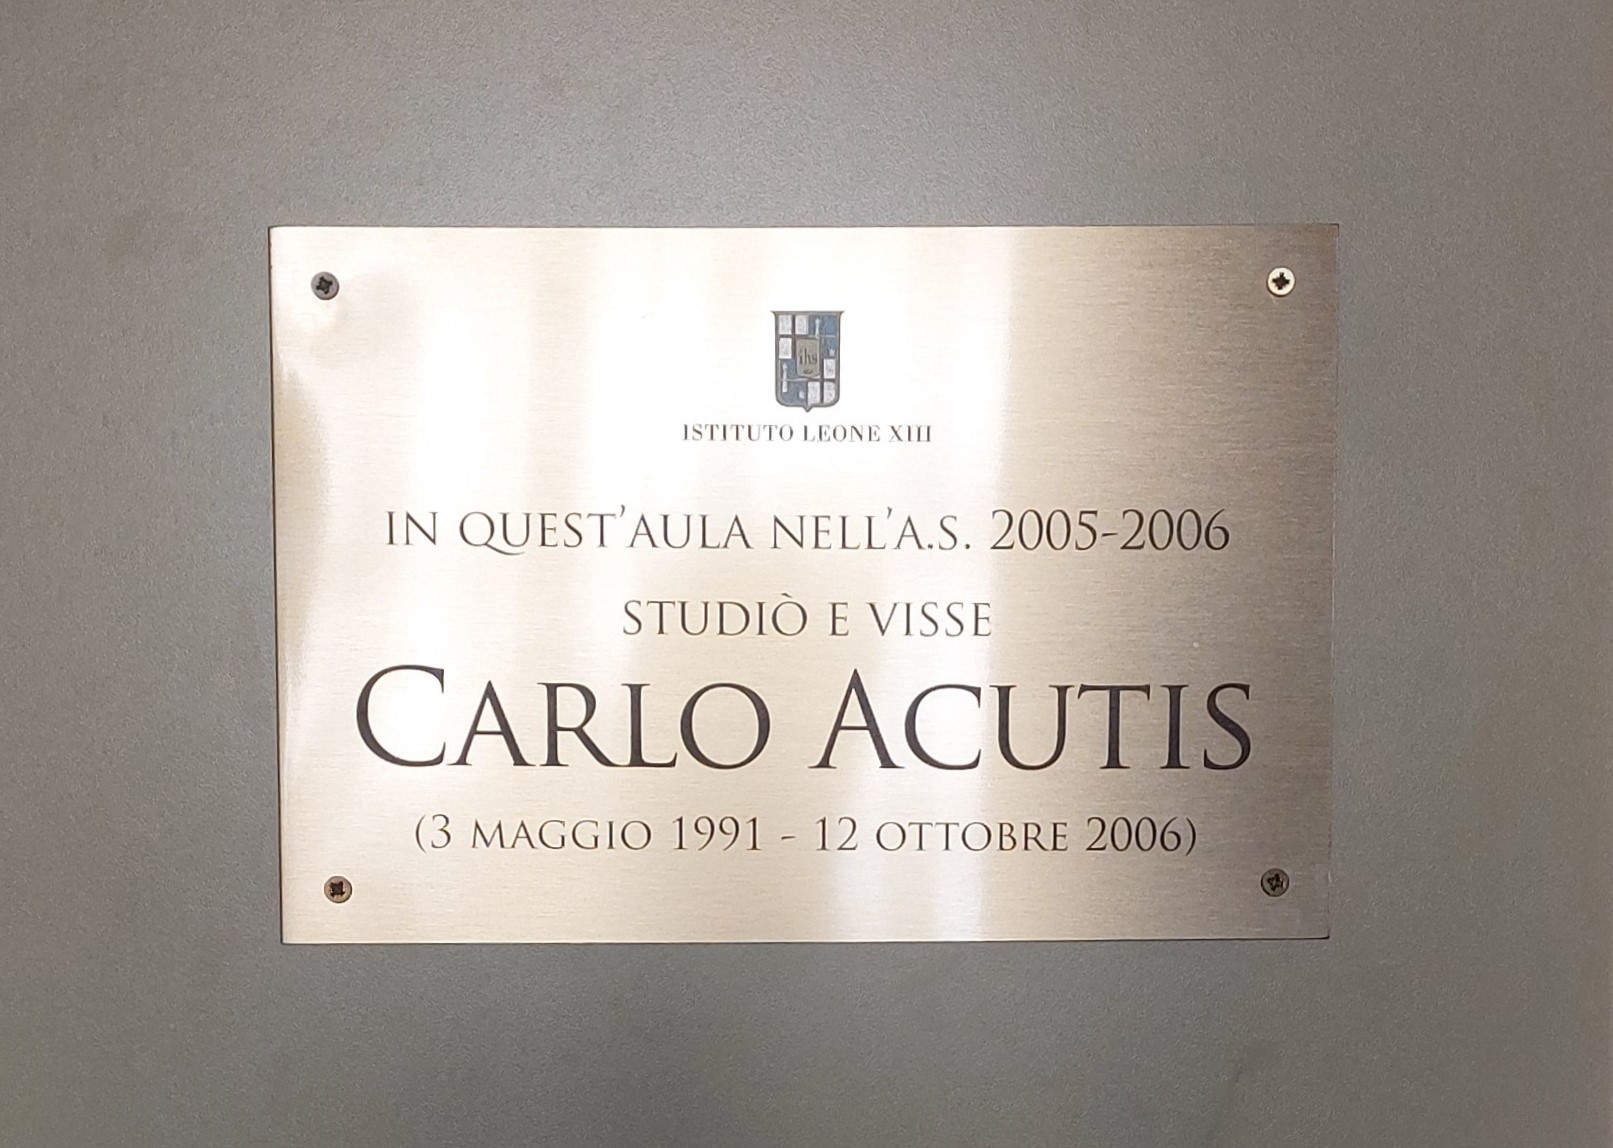 ihs
ISTITUTO LEONE XIII
IN QUEST'AULA NELL'A.S. 2005-2006
STUDIÒ E VISSE
CARLO ACUTIS
(3 MAGGIO 1991 - 12 OTTOBRE 2006)